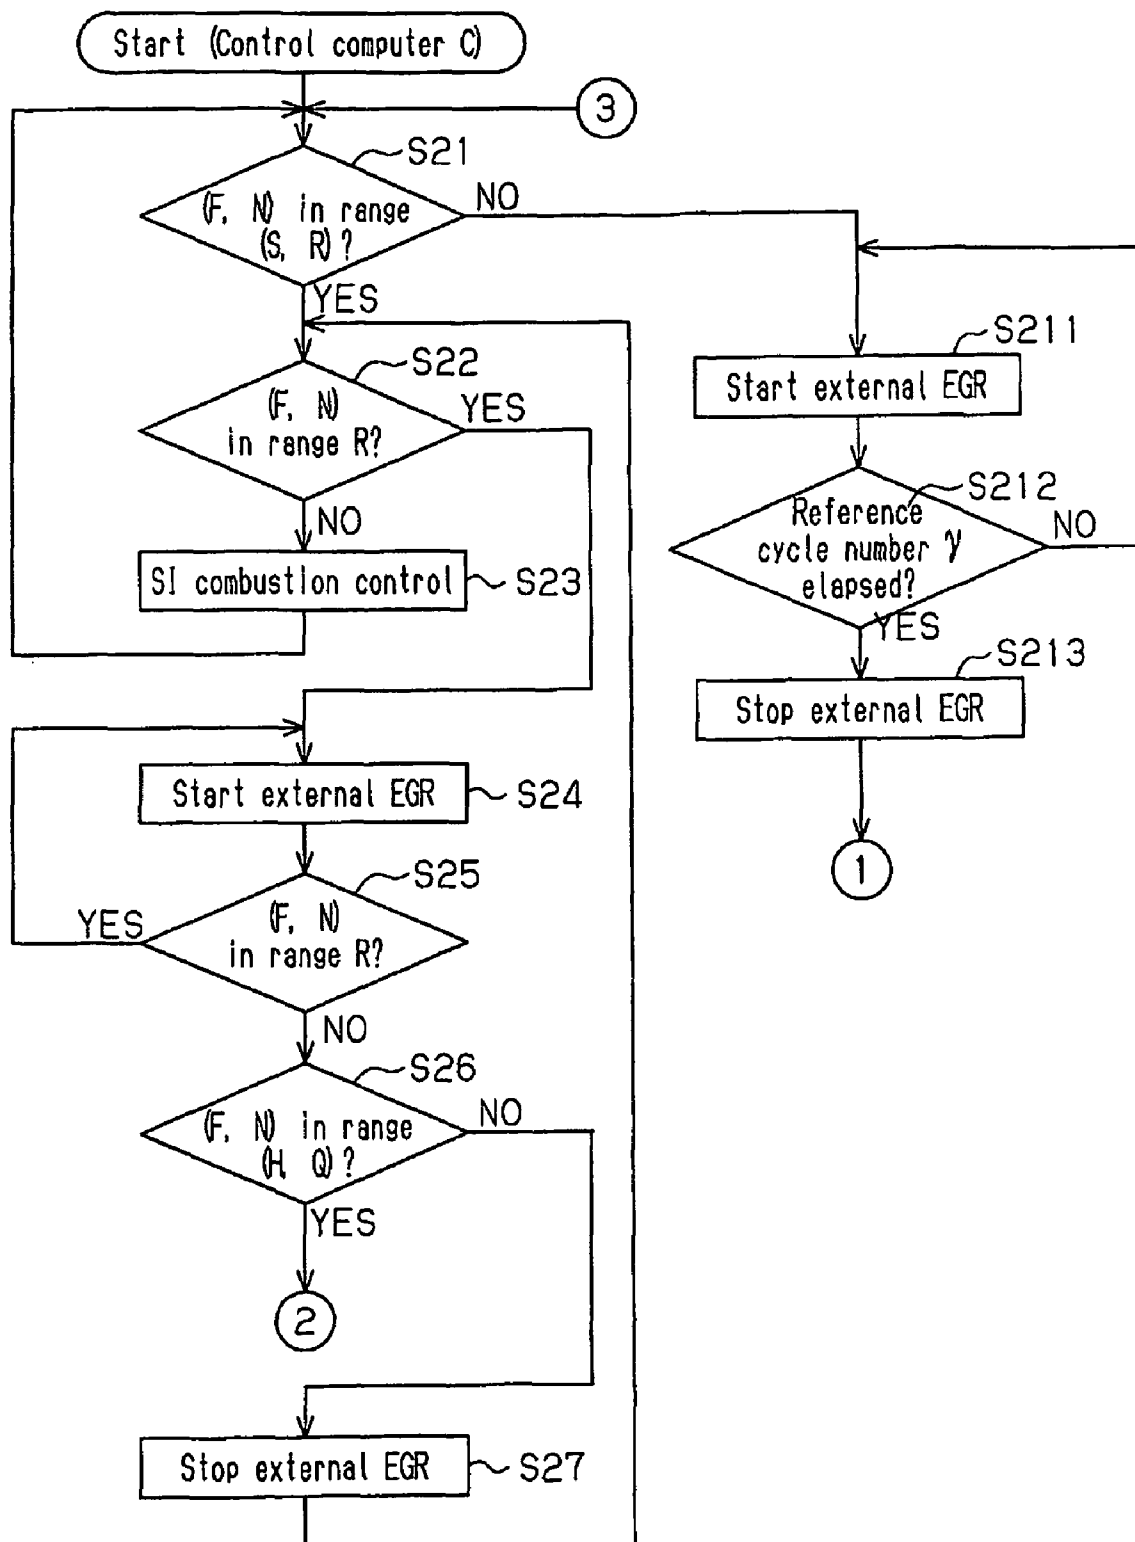 Start (Control computer C)
3
S21
(F, N) in range
(S, R)?
NO
YES
S22
(F, N)
in range R?
YES
NO
SI combustion control
S23
S211
Start external EGR
S212
Reference
cycle number γ
elapsed?
NO
YES
S213
Stop external EGR
1
Start external EGR
S24
S25
(F, N)
in range R?
YES
NO
S26
(F, N) in range
(H, Q)?
NO
YES
2
Stop external EGR
S27